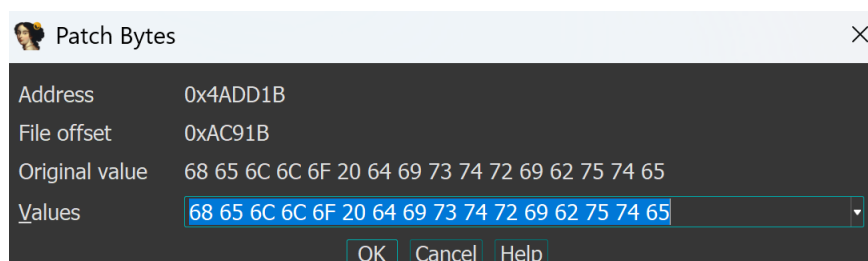 Patch Bytes
Address 0x4ADD1B
File offset 0xAC91B
Original value 68 65 6C 6C 6F 20 64 69 73 74 72 69 62 75 74 65
Values 68 65 6C 6C 6F 20 64 69 73 74 72 69 62 75 74 65
OK Cancel Help